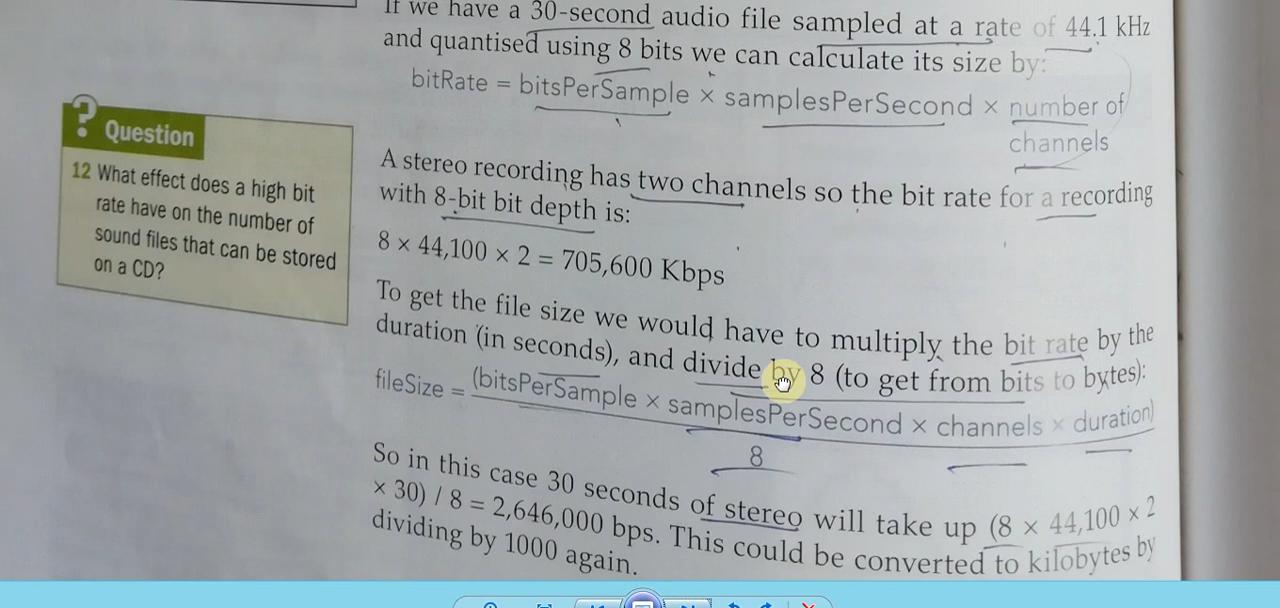 If we have a 30-second audio file sampled at a rate of 44.1 kHz
and quantised using 8 bits we can calculate its size by:
bitRate = bitsPerSample × samplesPerSecond × number of
channels
? Question
12 What effect does a high bit
rate have on the number of
sound files that can be stored
on a CD?
A stereo recording has two channels so the bit rate for a recording
with 8-bit bit depth is:
8 × 44,100 × 2 = 705,600 Kbps
To get the file size we would have to multiply the bit rate by the
duration (in seconds), and divide by 8 (to get from bits to bytes):
fileSize = (bitsPerSample × samplesPerSecond × channels × duration)
8
So in this case 30 seconds of stereo will take up (8 × 44,100 × 2
× 30) / 8 = 2,646,000 bps. This could be converted to kilobytes by
dividing by 1000 again.